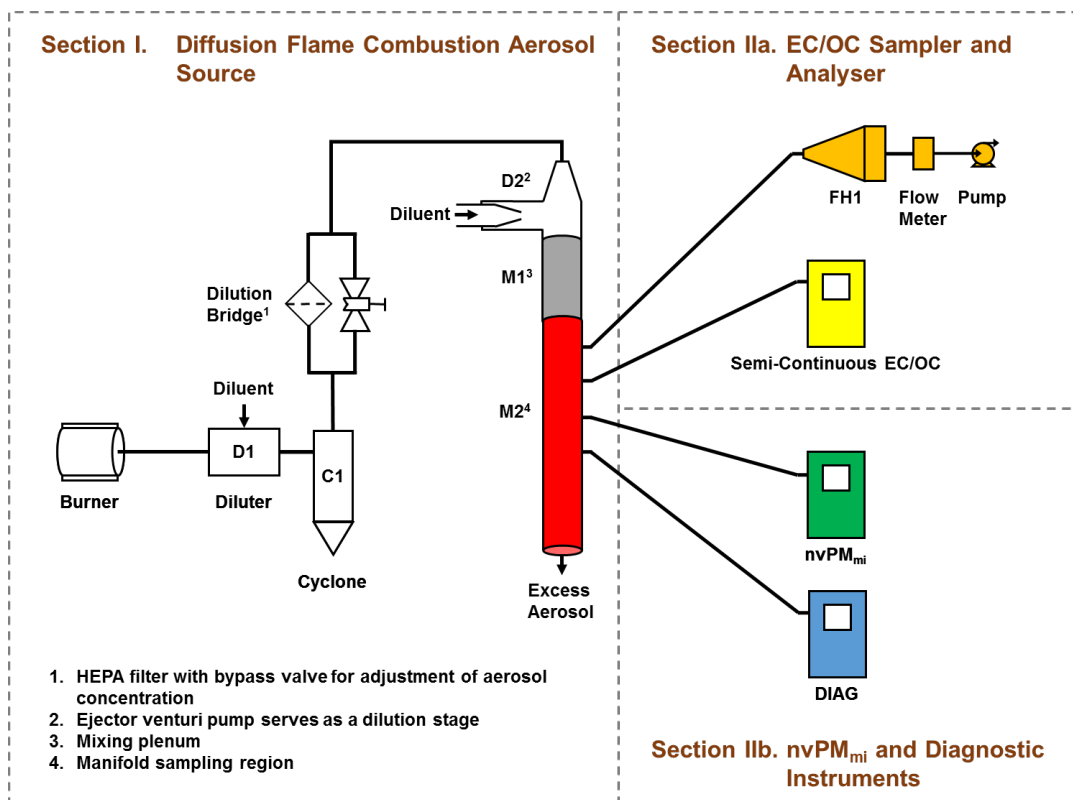 Section I. Diffusion Flame Combustion Aerosol
Source
Section IIa. EC/OC Sampler and
Analyser
D2²
Diluent
M1³
Dilution
Bridge¹
FH1
Flow
Meter
Pump
Semi-Continuous EC/OC
Diluent
M2⁴
D1
C1
Burner
Diluter
Cyclone
Excess
Aerosol
nvPMmi
DIAG
1. HEPA filter with bypass valve for adjustment of aerosol
concentration
2. Ejector venturi pump serves as a dilution stage
3. Mixing plenum
4. Manifold sampling region
Section IIb. nvPMmi and Diagnostic
Instruments